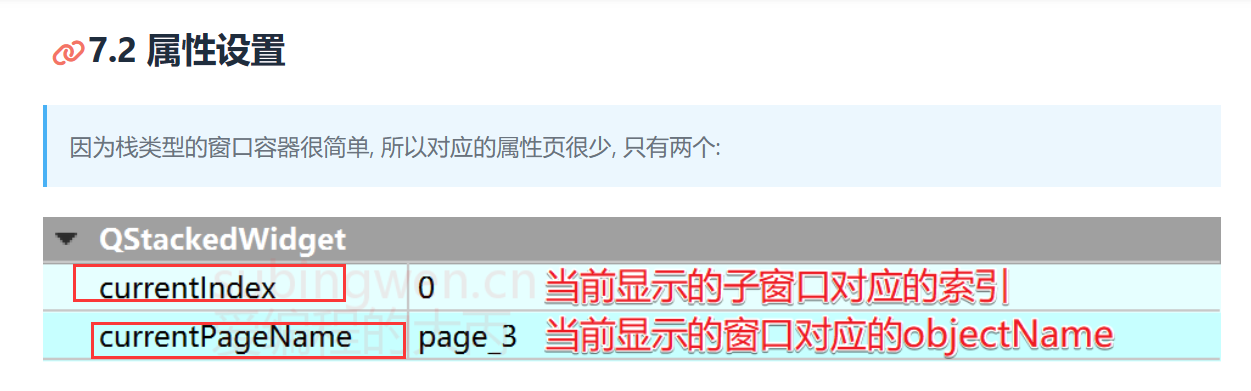 7.2 属性设置
因为栈类型的窗口容器很简单, 所以对应的属性页很少, 只有两个:
QStackedWidget
currentIndex 0 当前显示的子窗口对应的索引
subingwen.cn
currentPageName page_3 当前显示的窗口对应的objectName
爱编程的大丙